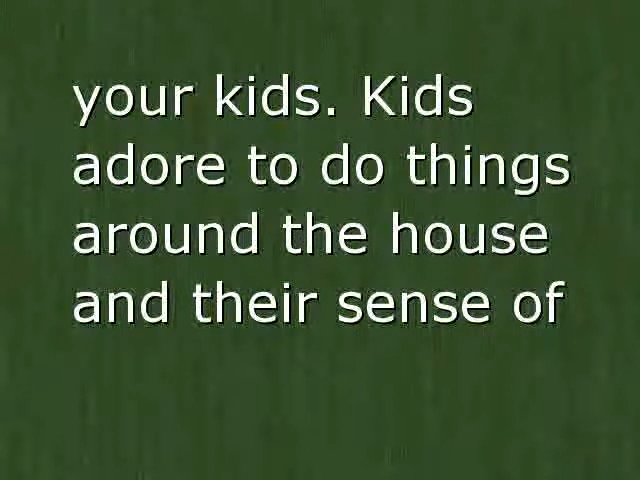 your kids. Kids
adore to do things
around the house
and their sense of